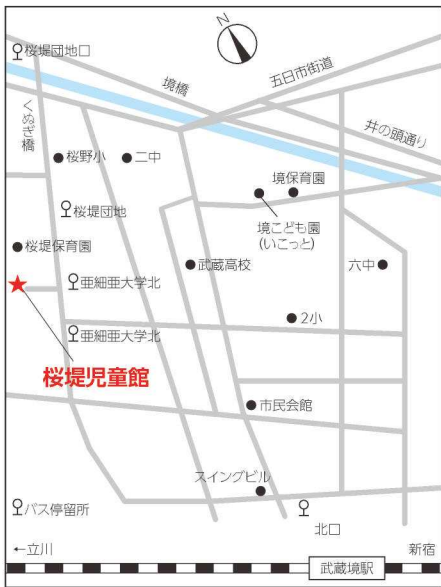 N
桜堤団地口
五日市街道
境橋
くぬぎ橋
井の頭通り
桜野小
二中
境保育園
桜堤団地
境こども園
(いこっと)
桜堤保育園
武蔵高校
六中
亜細亜大学北
2小
亜細亜大学北
桜堤児童館
市民会館
スイングビル
バス停留所
北口
←立川
新宿
武蔵境駅